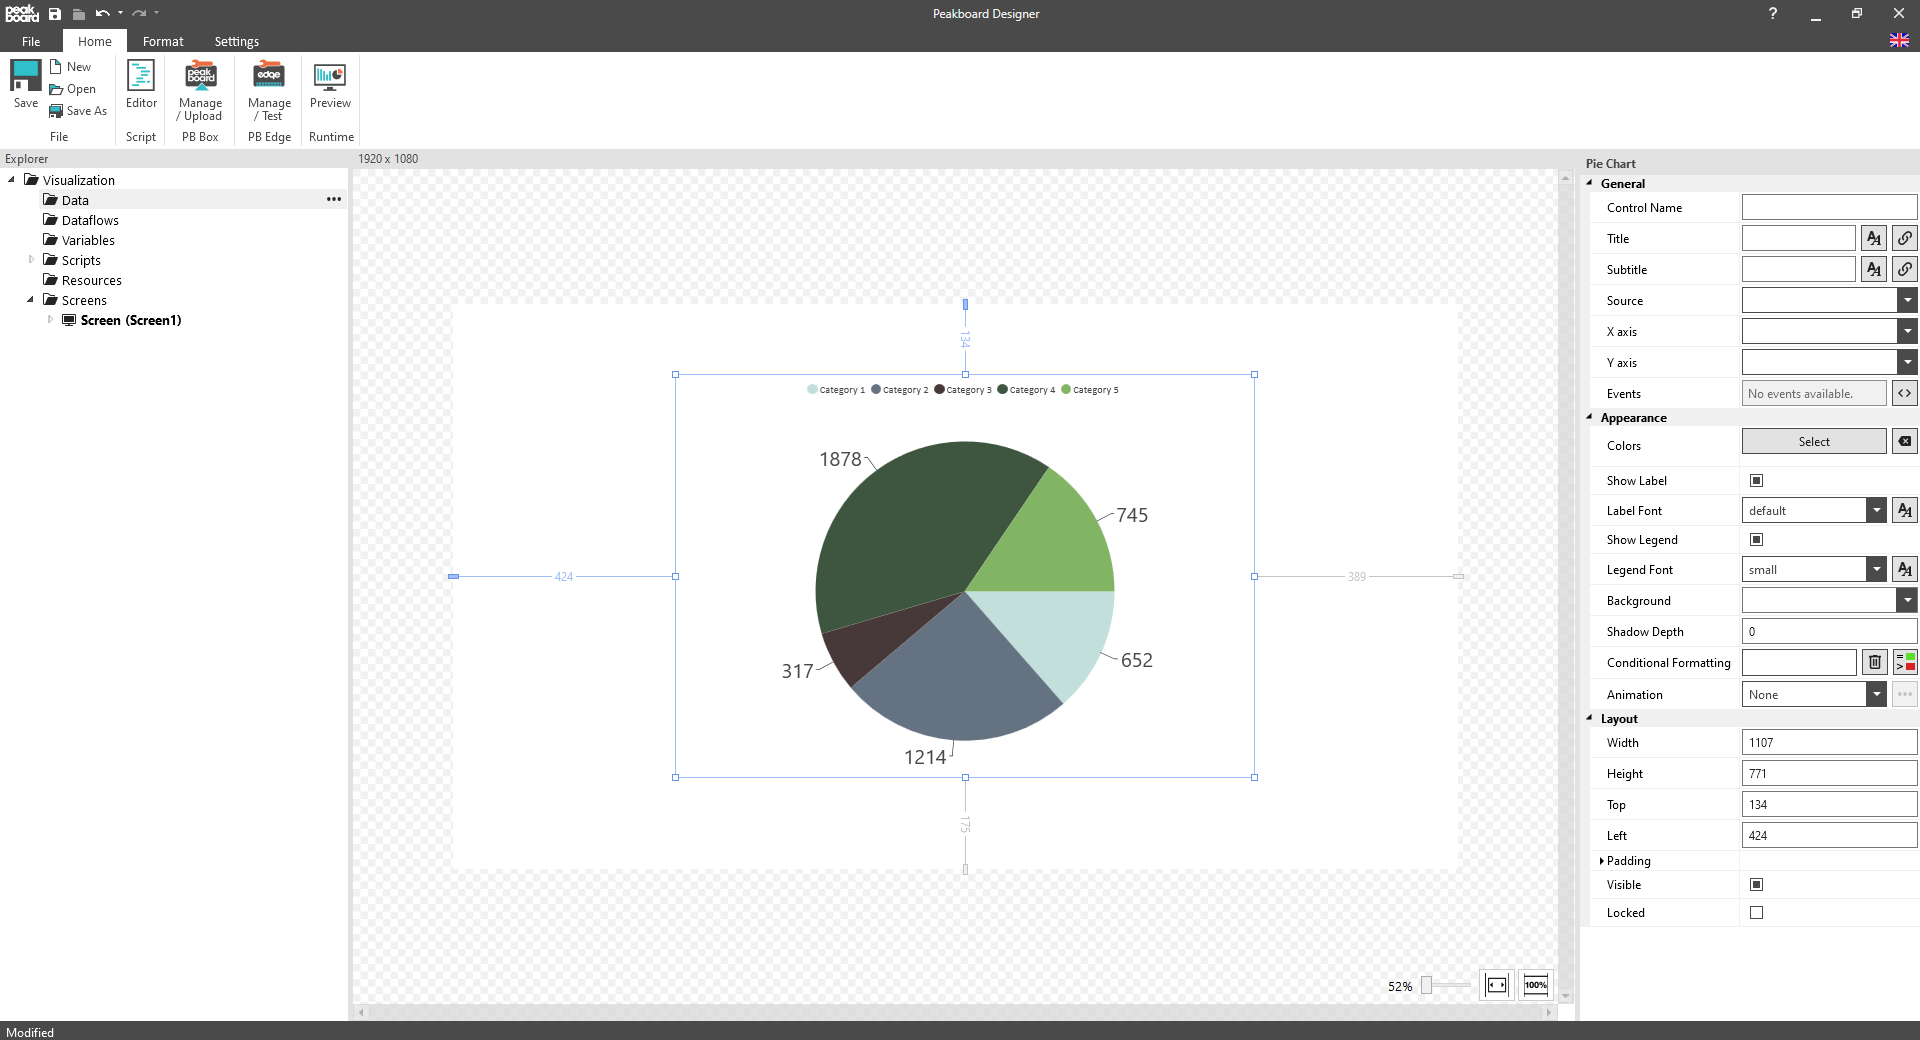 peak board
Peakboard Designer
?
File
Home
Format
Settings
New
Open
Save As
Save
File
Editor
Script
peak board
Manage / Upload
PB Box
edge
Manage / Test
PB Edge
Preview
Runtime
Explorer
Visualization
Data
Dataflows
Variables
Scripts
Resources
Screens
Screen (Screen1)
1920 x 1080
134
Category 1
Category 2
Category 3
Category 4
Category 5
1878
745
424
389
317
652
1214
175
52%
100%
Pie Chart
General
Control Name
Title
Subtitle
Source
X axis
Y axis
Events
No events available.
Appearance
Colors
Select
Show Label
Label Font
default
Show Legend
Legend Font
small
Background
Shadow Depth
0
Conditional Formatting
Animation
None
Layout
Width
1107
Height
771
Top
134
Left
424
Padding
Visible
Locked
Modified